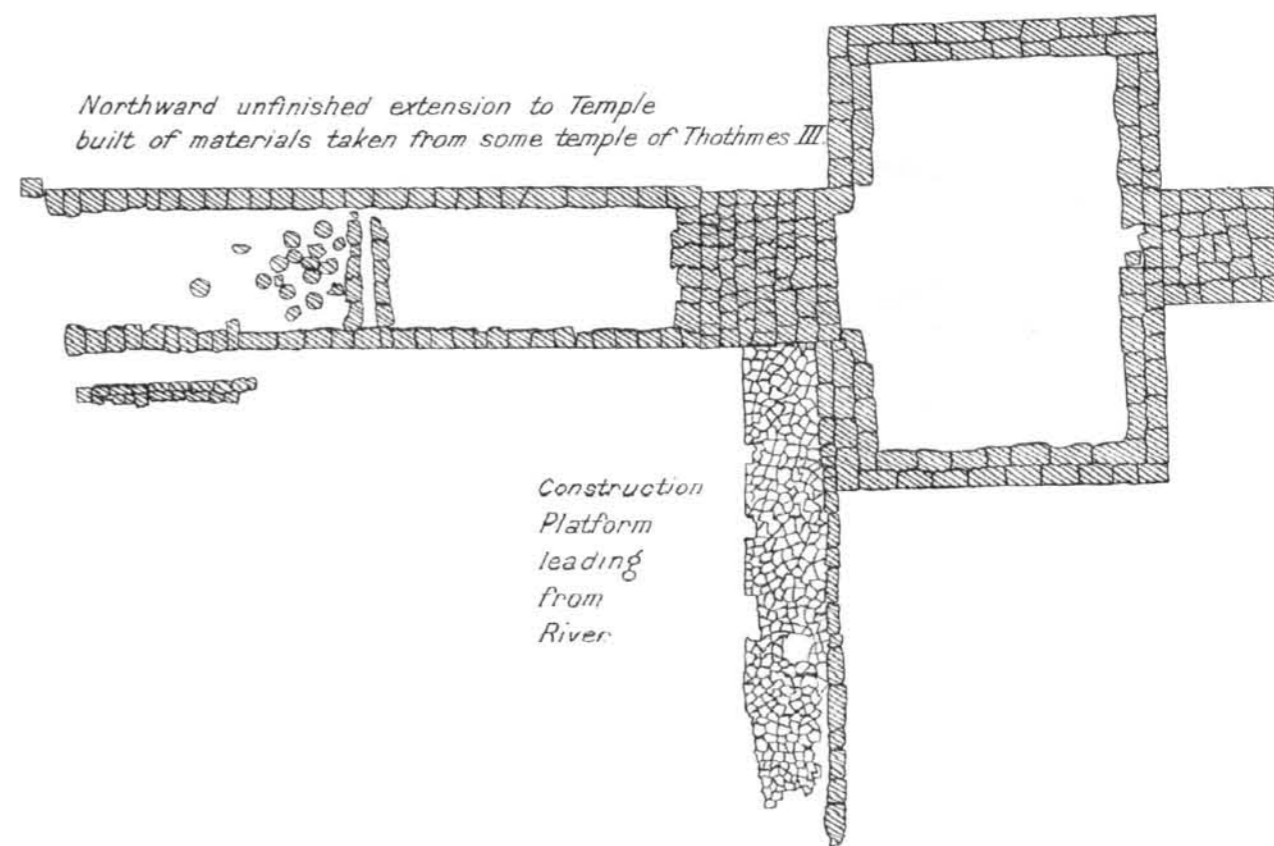 Northward unfinished extension to Temple
built of materials taken from some temple of Thothmes III.
Construction
Platform
leading
from
River